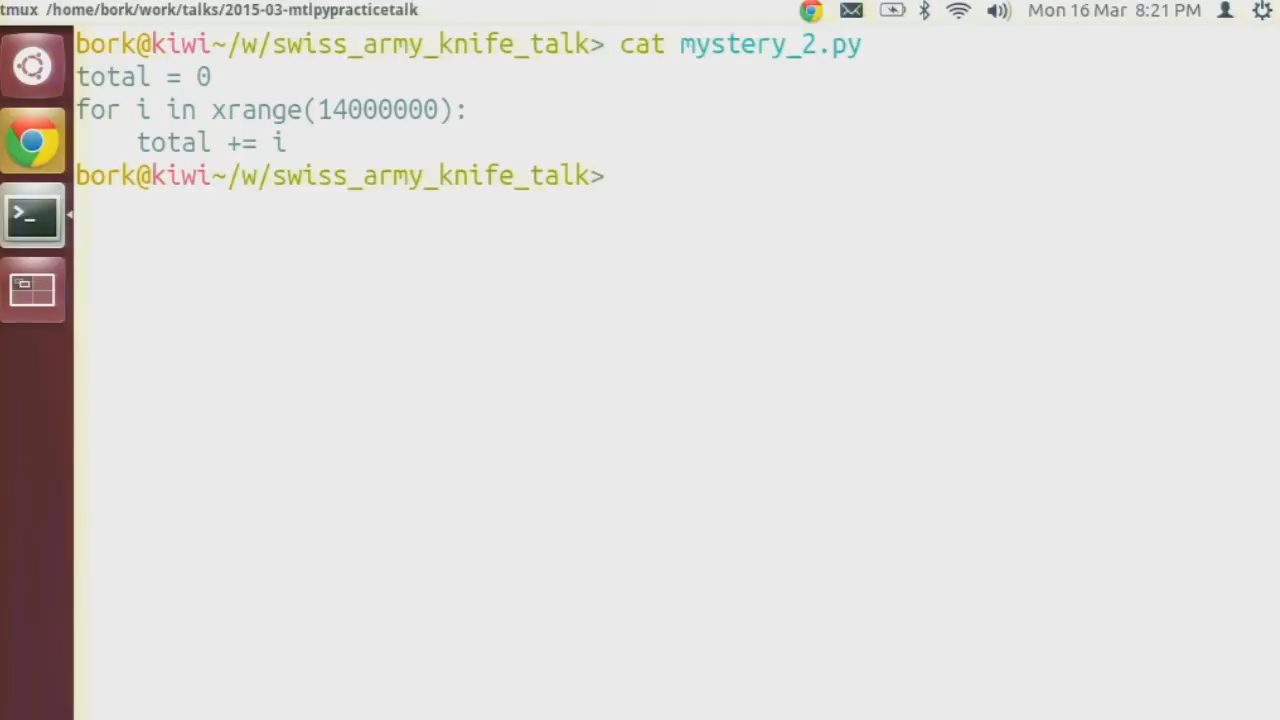 tmux /home/bork/work/talks/2015-03-mtlpypracticetalk
Mon 16 Mar 8:21 PM
bork@kiwi~/w/swiss_army_knife_talk> cat mystery_2.py
total = 0
for i in xrange(14000000):
    total += i
bork@kiwi~/w/swiss_army_knife_talk>